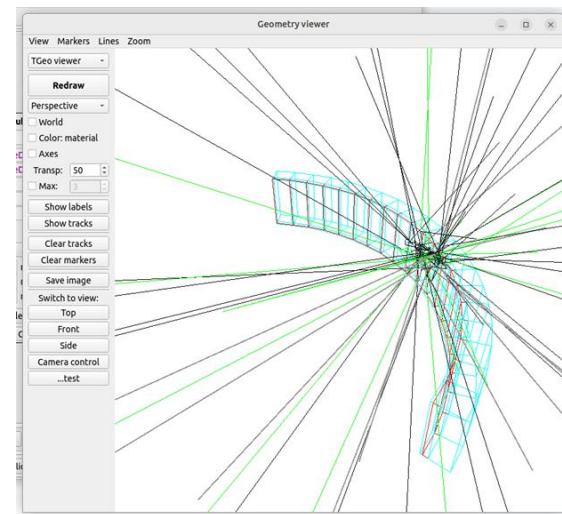 Geometry viewer
View Markers Lines Zoom
TGeo viewer
Redraw
Perspective
World
Color: material
Axes
Transp: 50
Max: 3
Show labels
Show tracks
Clear tracks
Clear markers
Save image
Switch to view:
Top
Front
Side
Camera control
...test